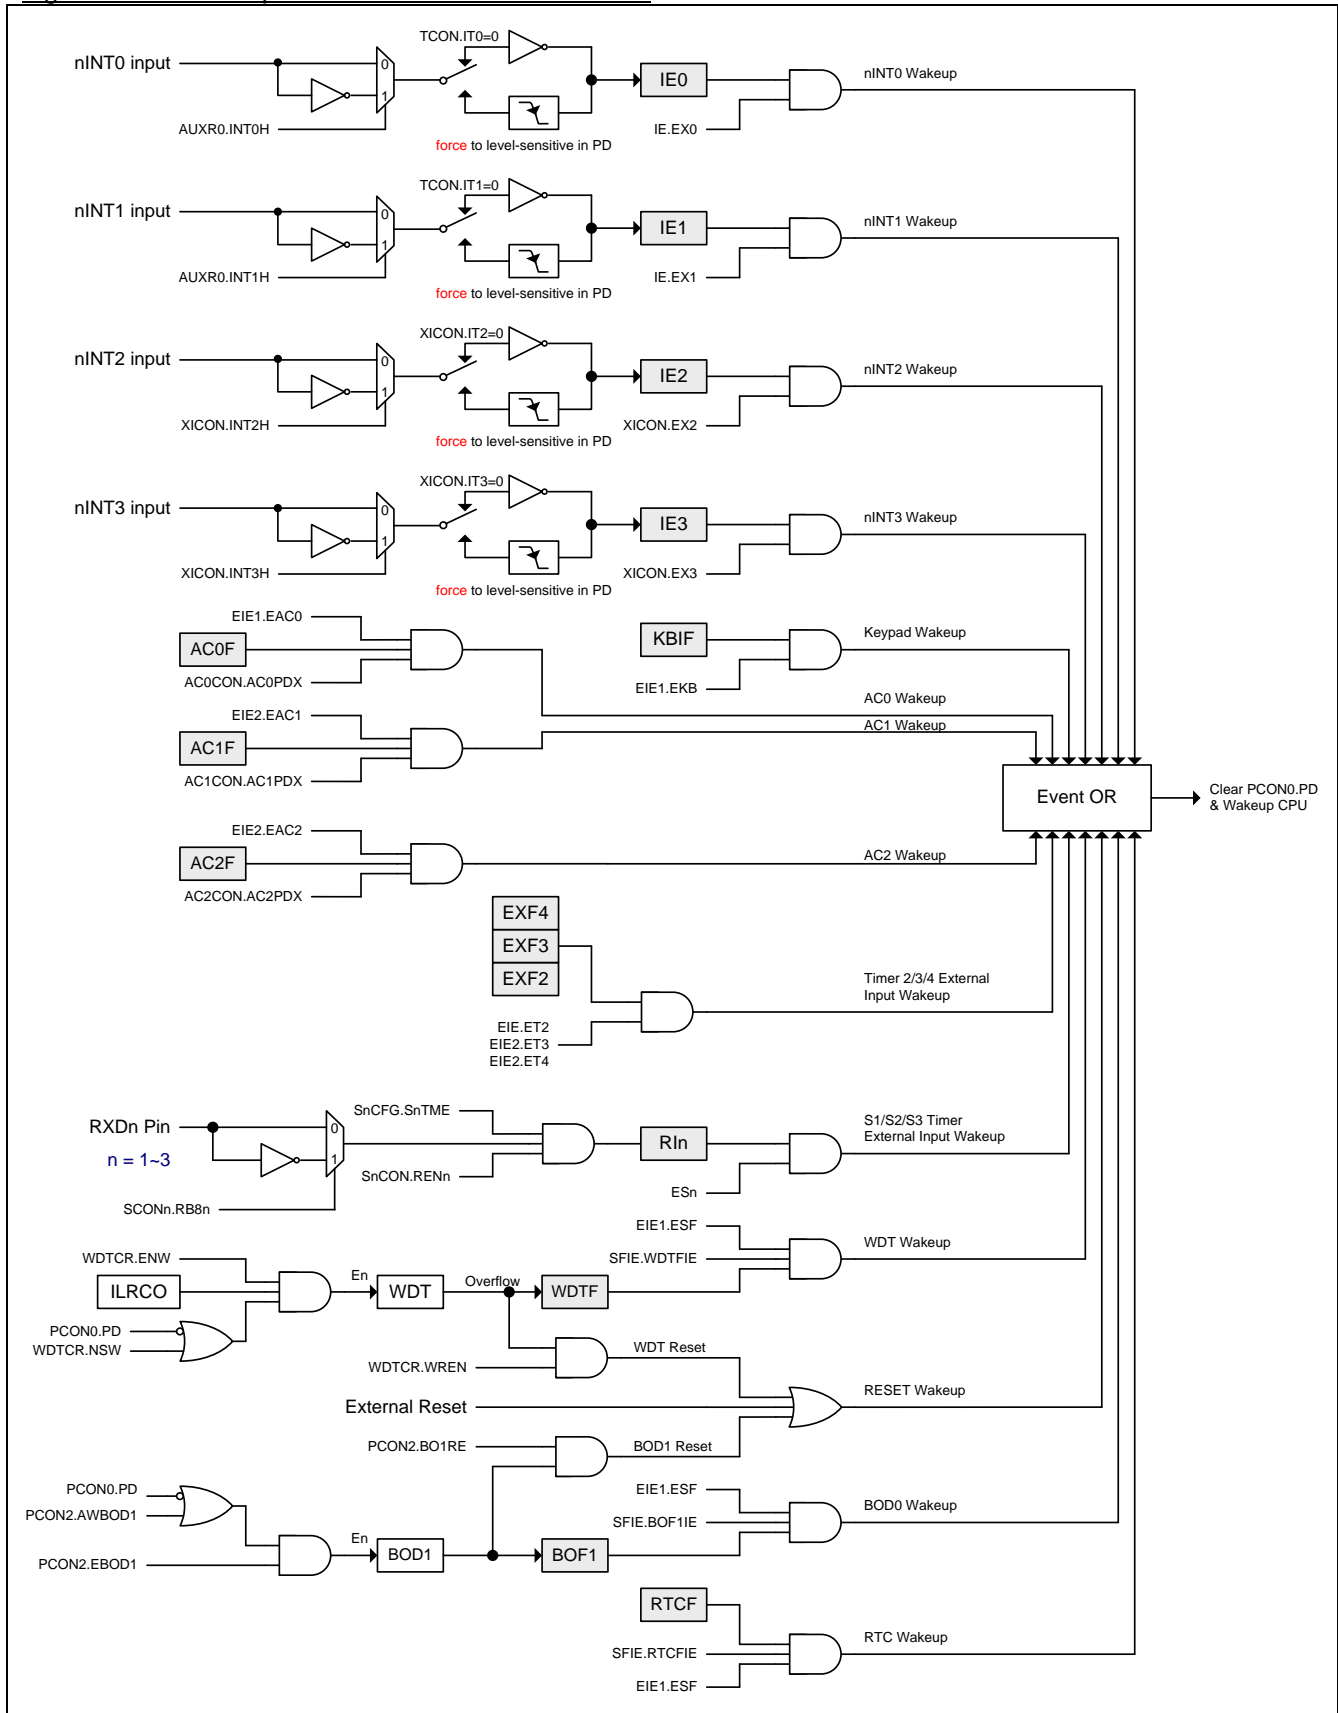 TCON.IT0=0
nINT0 input
0
1
IE0
nINT0 Wakeup
AUXR0.INT0H
IE.EX0
force to level-sensitive in PD
TCON.IT1=0
nINT1 input
0
1
IE1
nINT1 Wakeup
AUXR0.INT1H
IE.EX1
force to level-sensitive in PD
XICON.IT2=0
nINT2 input
0
1
IE2
nINT2 Wakeup
XICON.INT2H
XICON.EX2
force to level-sensitive in PD
XICON.IT3=0
nINT3 input
0
1
IE3
nINT3 Wakeup
XICON.INT3H
XICON.EX3
force to level-sensitive in PD
EIE1.EAC0
AC0F
AC0CON.AC0PDX
KBIF
Keypad Wakeup
EIE1.EKB
AC0 Wakeup
EIE2.EAC1
AC1 Wakeup
AC1F
AC1CON.AC1PDX
Event OR
Clear PCON0.PD
& Wakeup CPU
EIE2.EAC2
AC2F
AC2 Wakeup
AC2CON.AC2PDX
EXF4
EXF3
EXF2
Timer 2/3/4 External
Input Wakeup
EIE.ET2
EIE2.ET3
EIE2.ET4
SnCFG.SnTME
RXDn Pin
0
1
n = 1~3
RIn
S1/S2/S3 Timer
External Input Wakeup
SnCON.RENn
ESn
SCONn.RB8n
EIE1.ESF
WDTCR.ENW
SFIE.WDTFIE
WDT Wakeup
ILRCO
En
WDT
Overflow
WDTF
PCON0.PD
WDTCR.NSW
WDT Reset
WDTCR.WREN
RESET Wakeup
External Reset
PCON2.BO1RE
BOD1 Reset
PCON0.PD
EIE1.ESF
PCON2.AWBOD1
SFIE.BOF1IE
BOD0 Wakeup
En
BOD1
BOF1
PCON2.EBOD1
RTCF
SFIE.RTCFIE
RTC Wakeup
EIE1.ESF